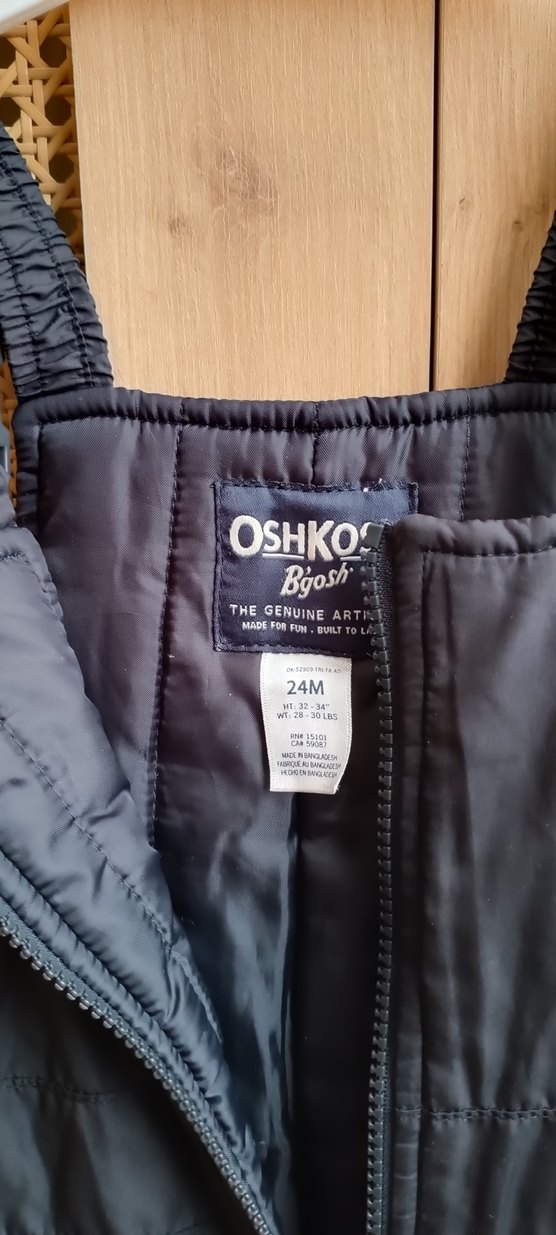 OSHKOS
B'gosh
THE GENUINE ARTI
MADE FOR FUN . BUILT TO LA
24M
HT: 32 - 34"
WT: 28 - 30 LBS
RN# 15101
CA# 59087
MADE IN BANGLADESH
FABRIQUÉ AU BANGLADESH
HECHO EN BANGLADESH